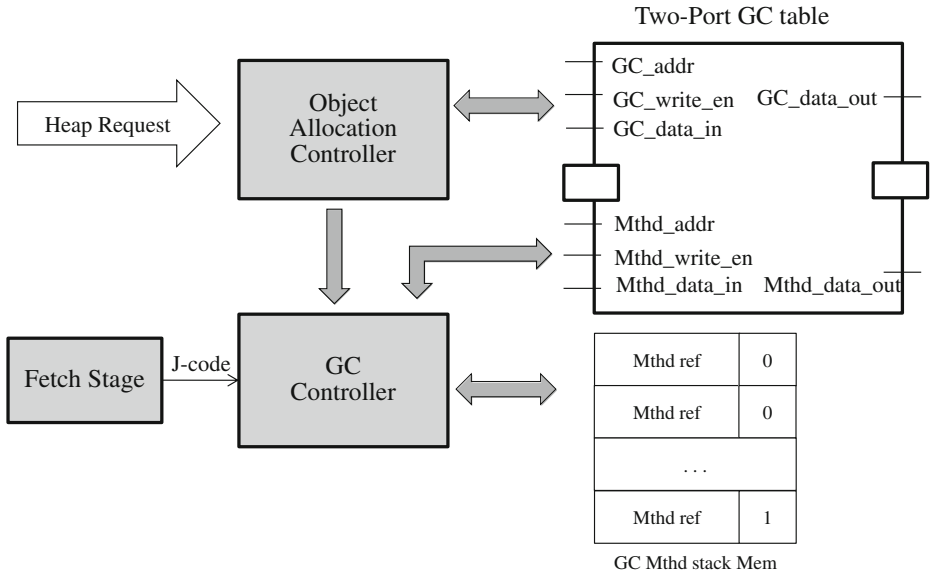 Two-Port GC table
Heap Request
Object
Allocation
Controller
GC_addr
GC_write_en
GC_data_out
GC_data_in
Mthd_addr
Mthd_write_en
Mthd_data_in
Mthd_data_out
Fetch Stage
J-code
GC
Controller
Mthd ref 0
Mthd ref 0
. . .
Mthd ref 1
GC Mthd stack Mem